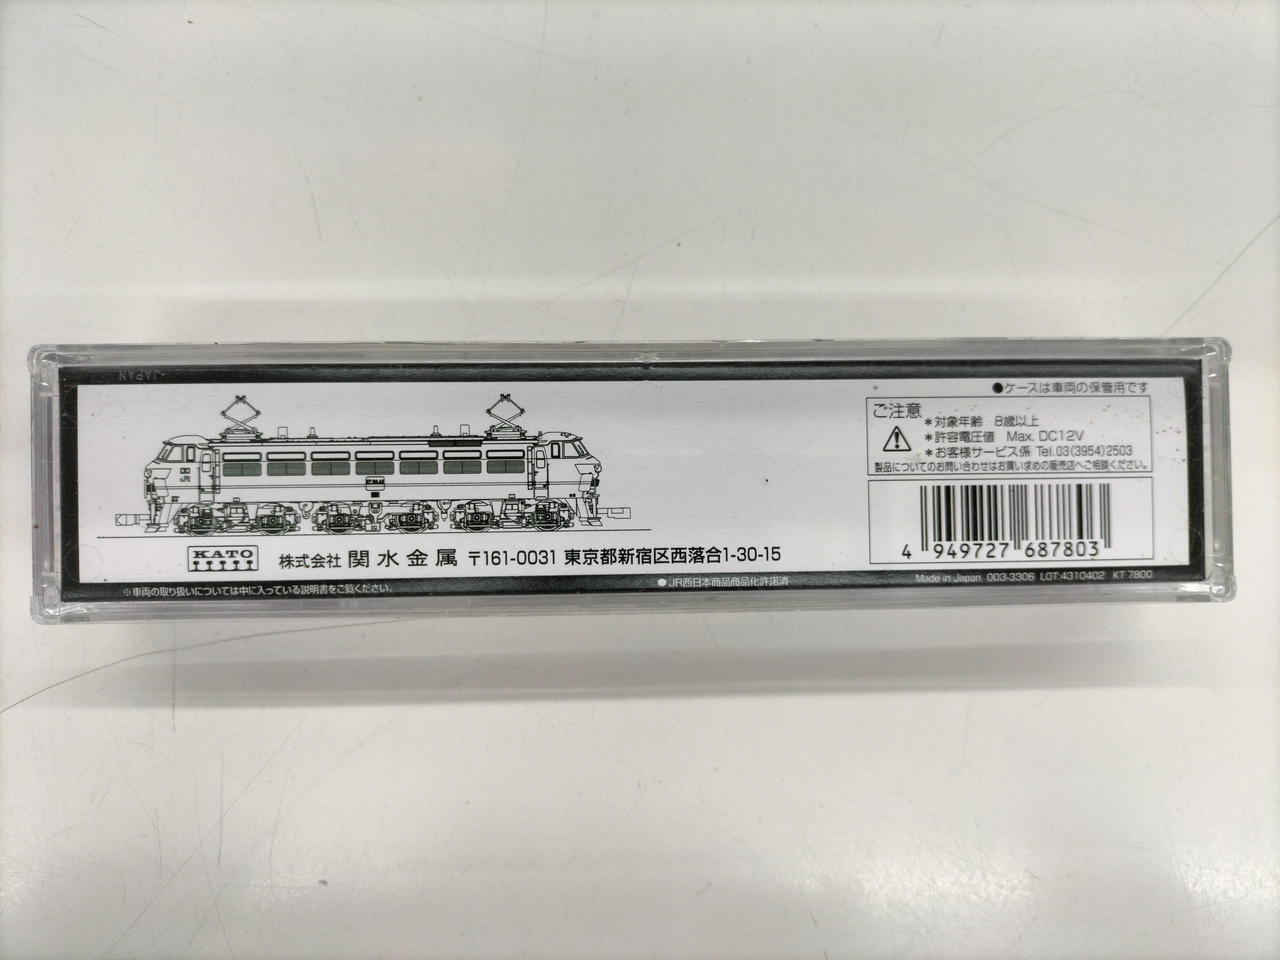 ●ケースは車両の保管用です
ご注意
＊対象年齢 8歳以上
＊許容電圧値 Max. DC12V
＊お客様サービス係 Tel.03(3954)2503
製品についてのお問い合わせはお買い求めの販売店へご相談ください。
JR
4 949727 687803
KATO
株式会社 関水金属 〒161-0031 東京都新宿区西落合1-30-15
※車両の取り扱いについては中に入っている説明書をご覧ください。
●JR西日本商品化許諾済
Made in Japan 003-3306 LOT:4310402 KT 7800
JAPAN